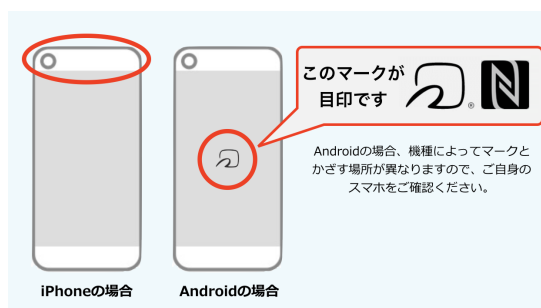 このマークが
目印です
®
Androidの場合、機種によってマークと
かざす場所が異なりますので、ご自身の
スマホをご確認ください。
iPhoneの場合
Androidの場合